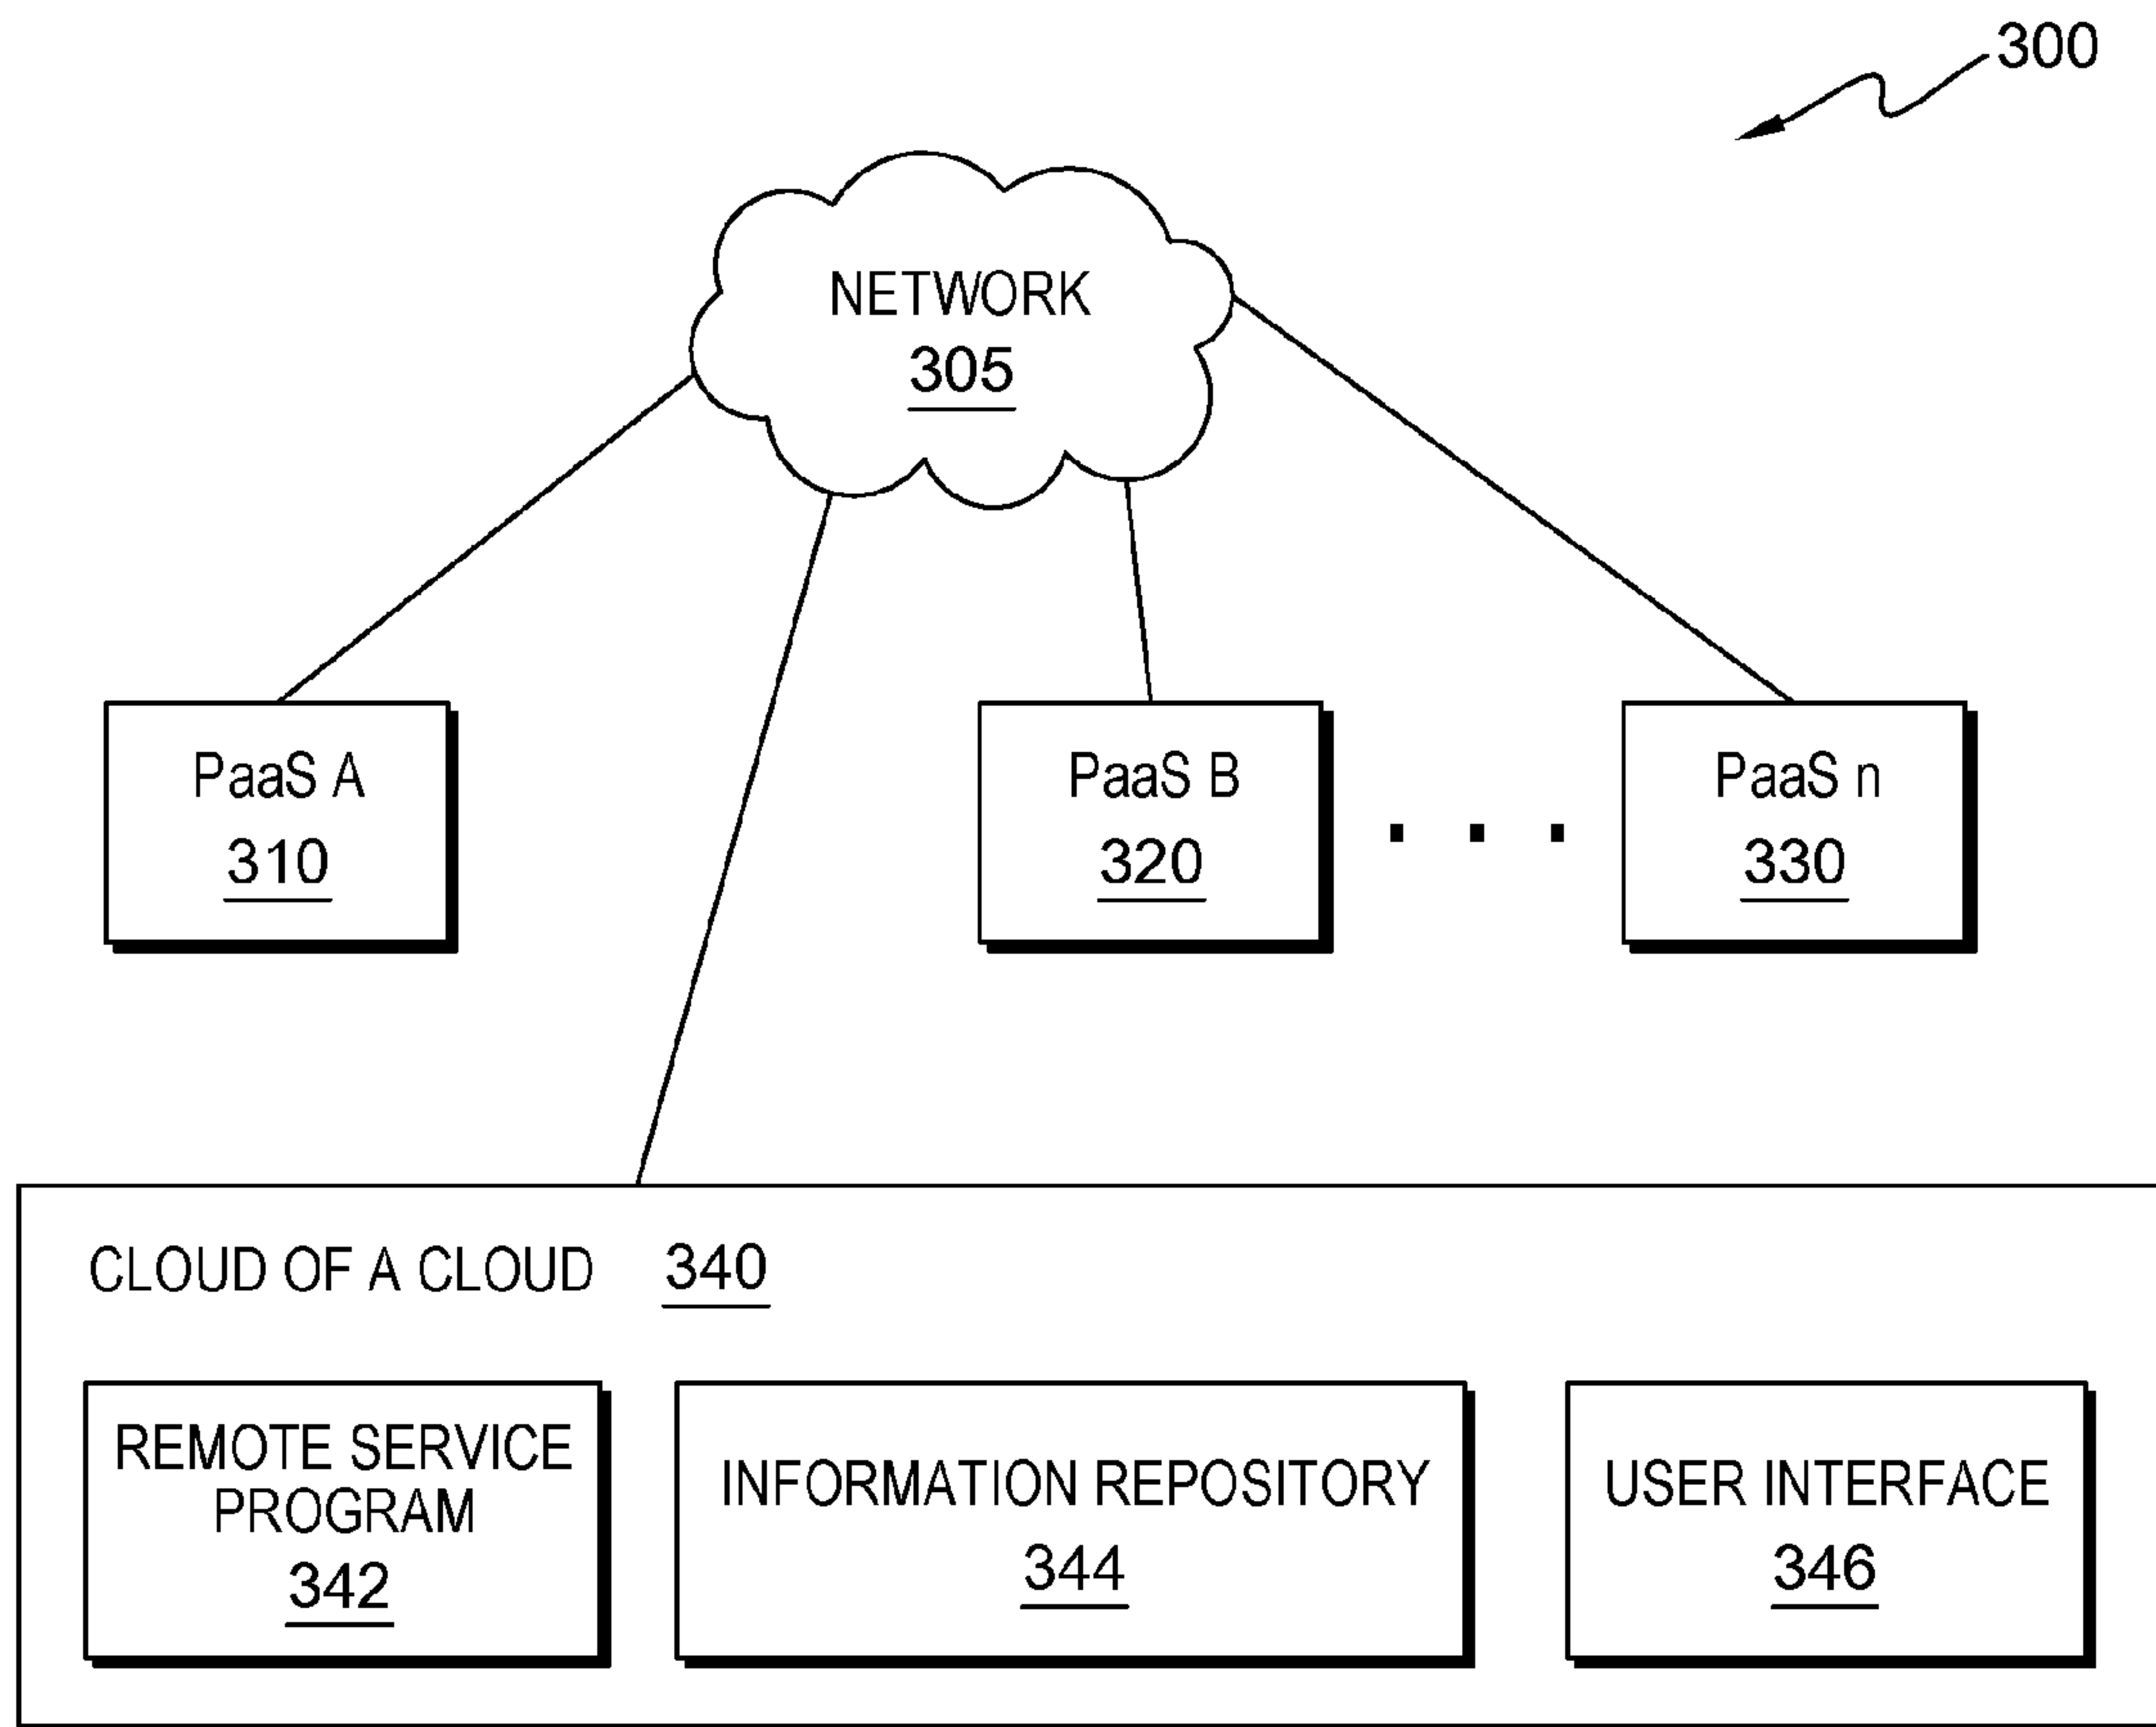 300
NETWORK
305
PaaS A
310
PaaS B
320
. . .
PaaS n
330
CLOUD OF A CLOUD 340
REMOTE SERVICE
PROGRAM
342
INFORMATION REPOSITORY
344
USER INTERFACE
346